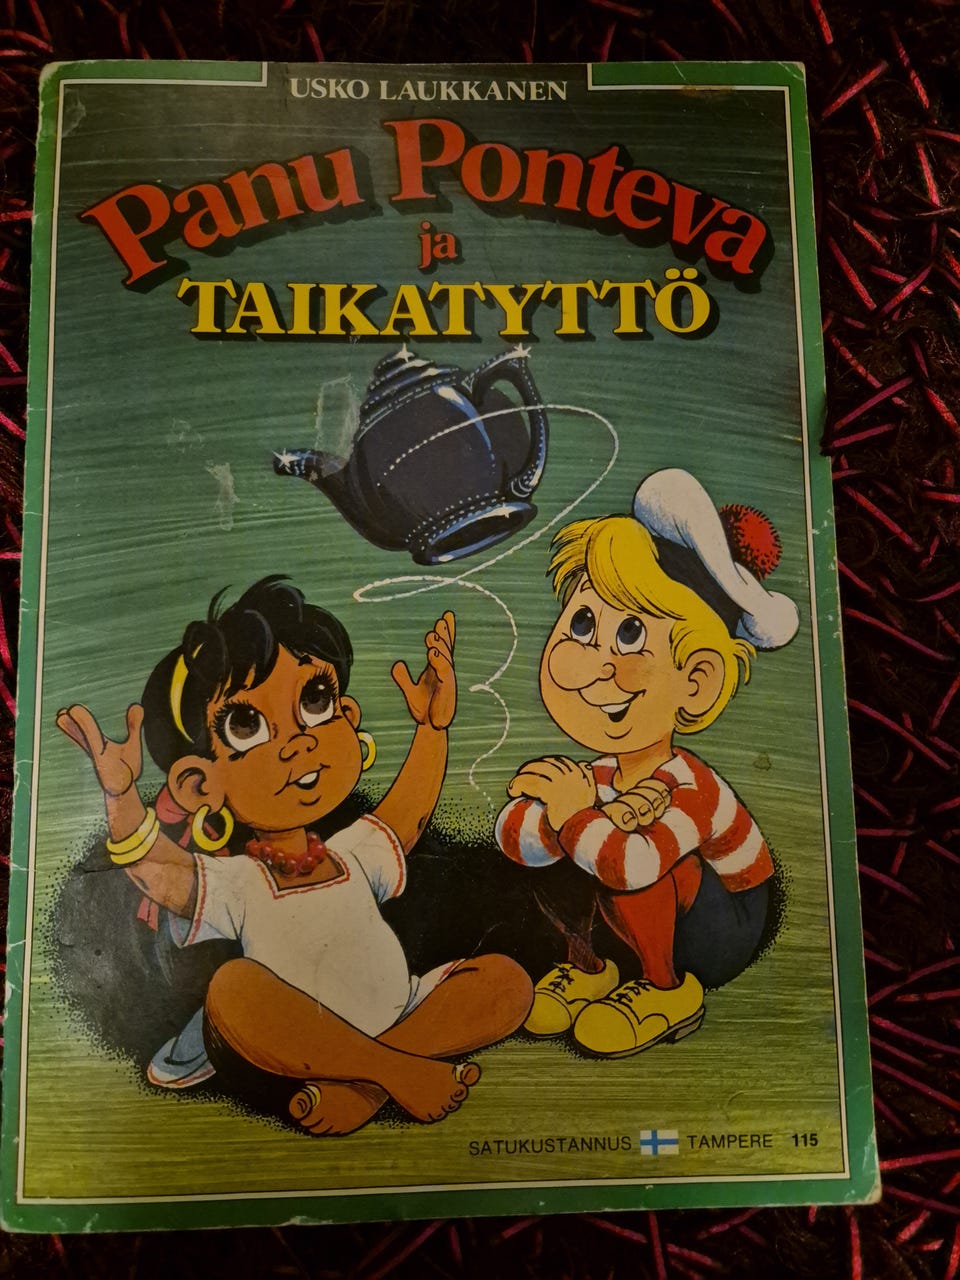 USKO LAUKKANEN
Panu Ponteva
ja
TAIKATYTTÖ
SATUKUSTANNUS TAMPERE 115